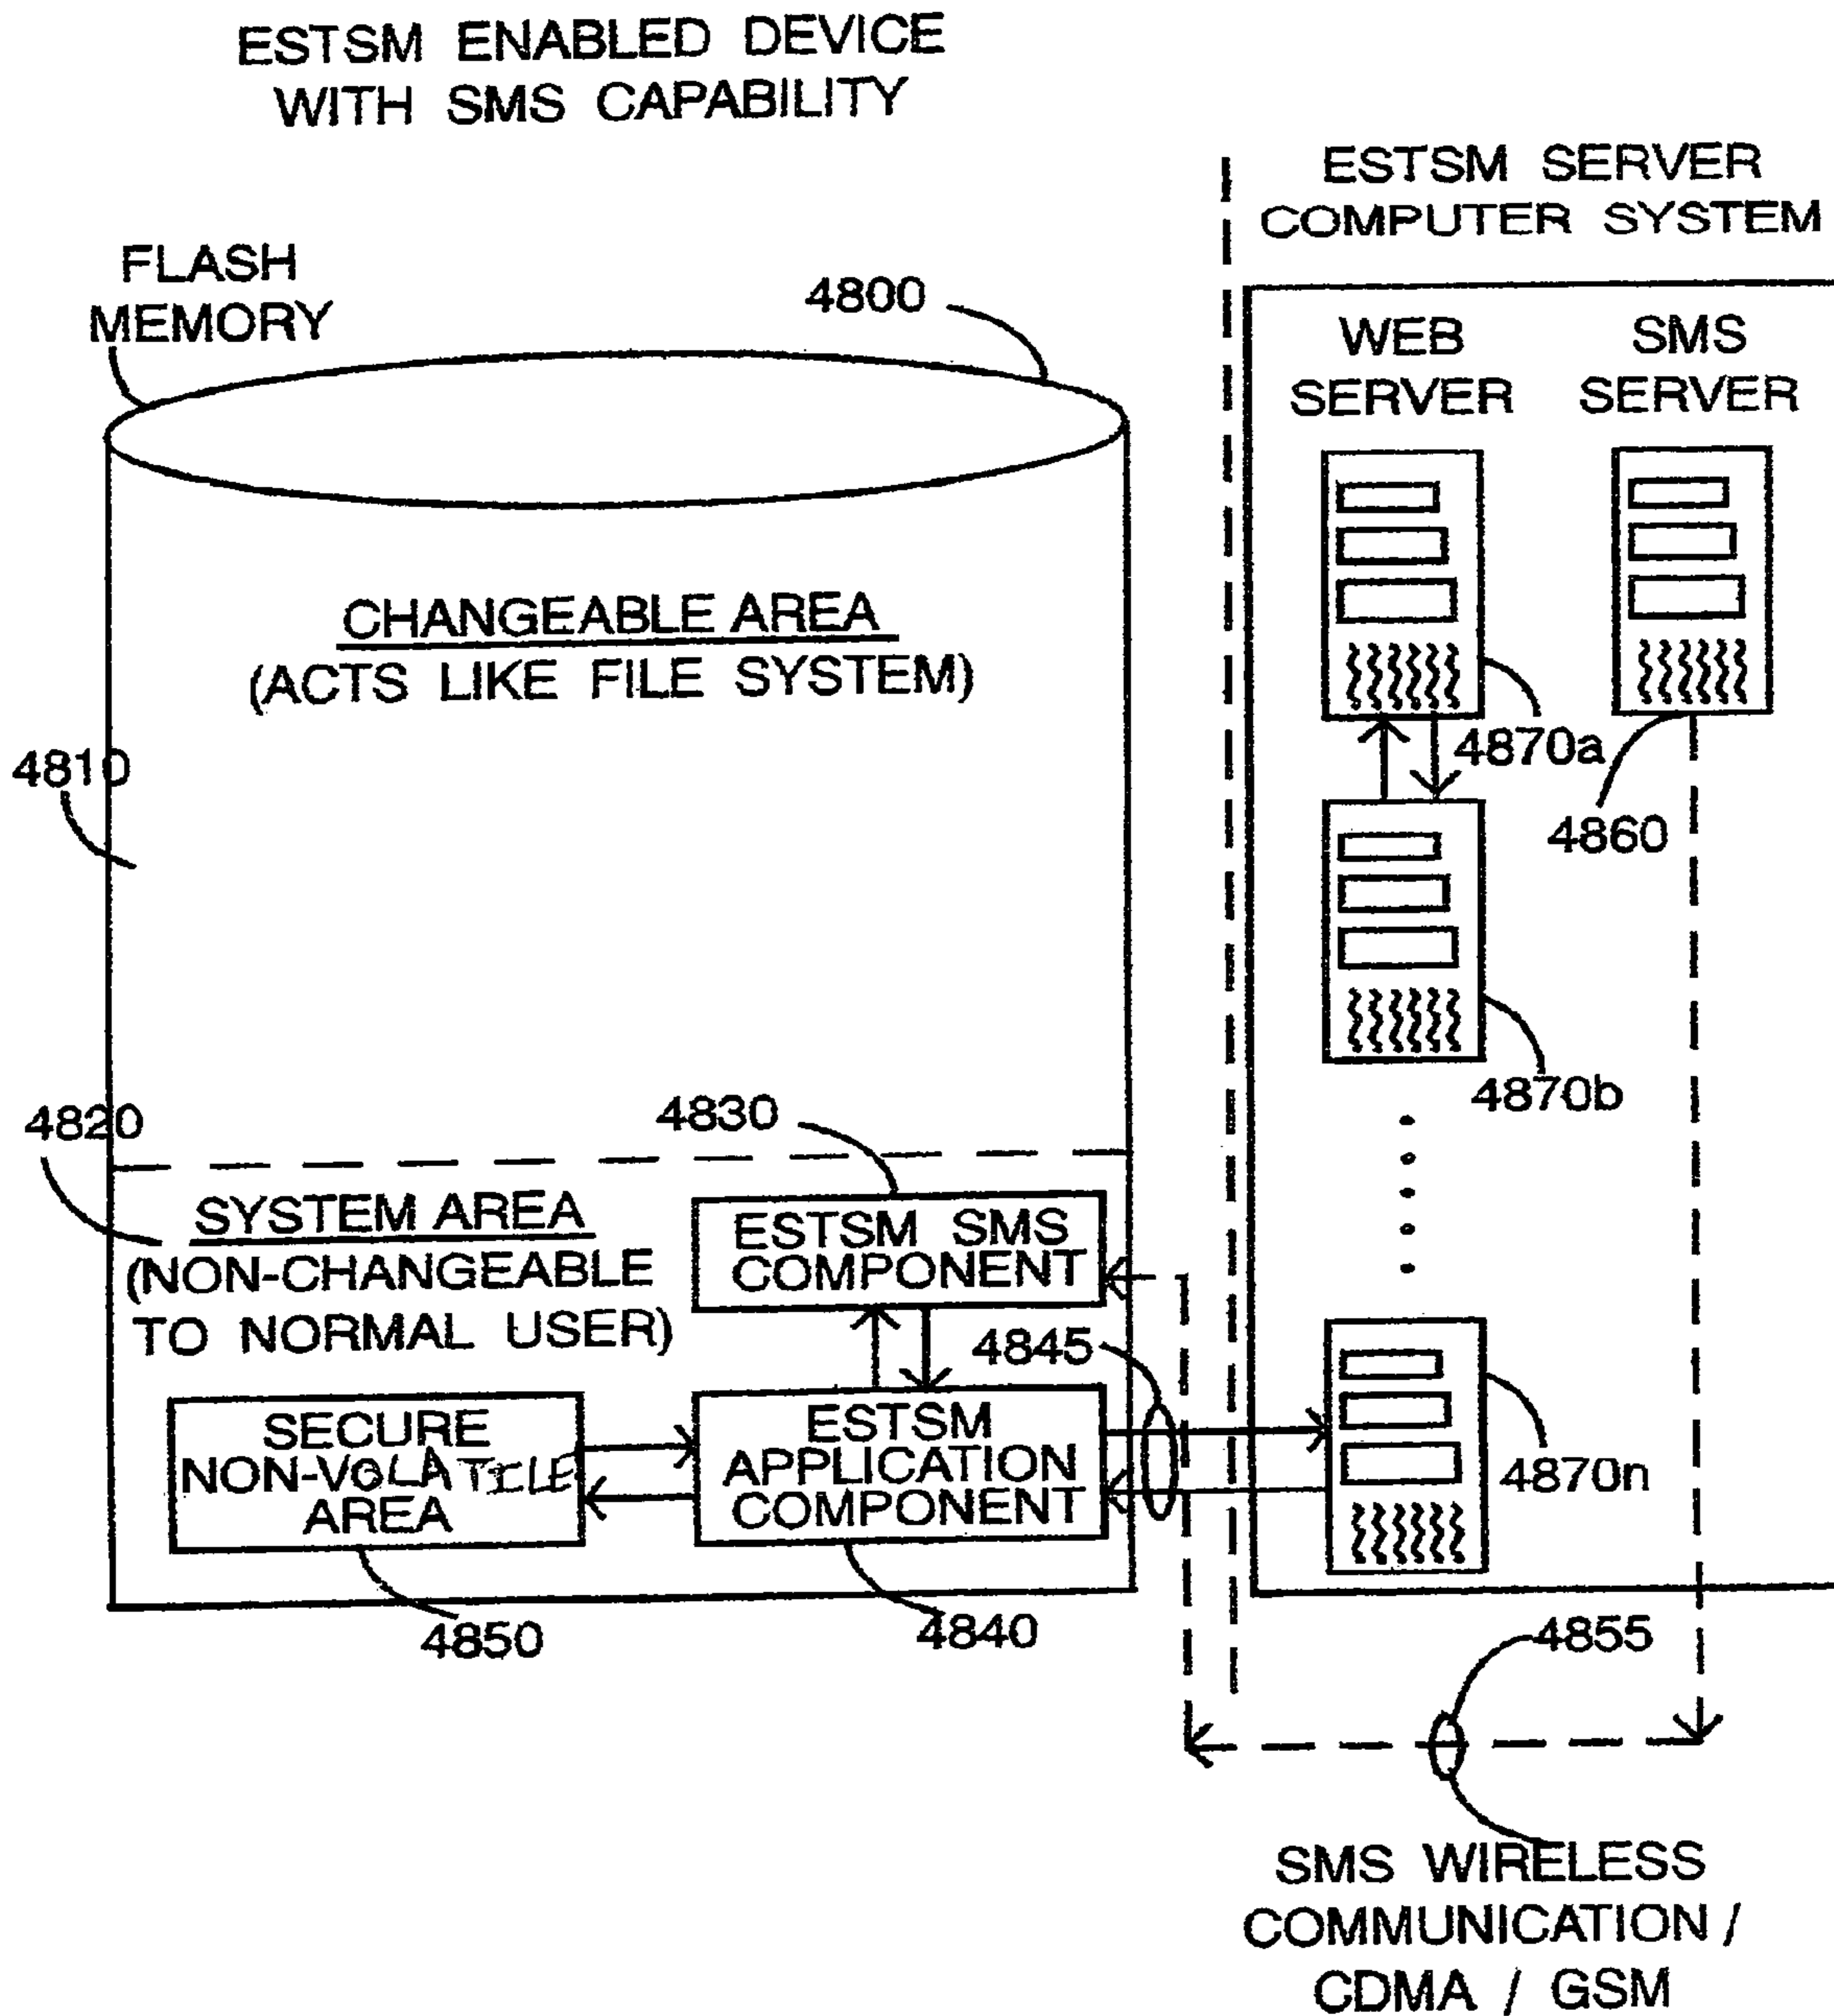 ESTSM ENABLED DEVICE
WITH SMS CAPABILITY
ESTSM SERVER
COMPUTER SYSTEM
FLASH
MEMORY
4800
WEB
SERVER
SMS
SERVER
CHANGEABLE AREA
(ACTS LIKE FILE SYSTEM)
4810
4870a
4860
4870b
4820
4830
SYSTEM AREA
(NON-CHANGEABLE
TO NORMAL USER)
ESTSM SMS
COMPONENT
4845
SECURE
NON-VOLATILE
AREA
ESTSM
APPLICATION
COMPONENT
4870n
4850
4840
4855
SMS WIRELESS
COMMUNICATION /
CDMA / GSM